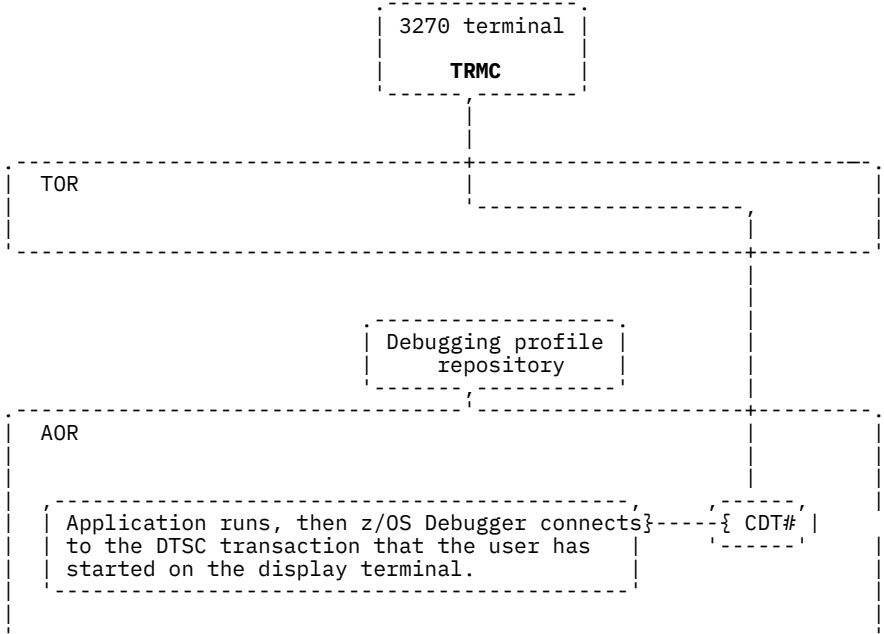 3270 terminal
TRMC
TOR
Debugging profile
repository
AOR
Application runs, then z/OS Debugger connects
to the DTSC transaction that the user has
started on the display terminal.
CDT#